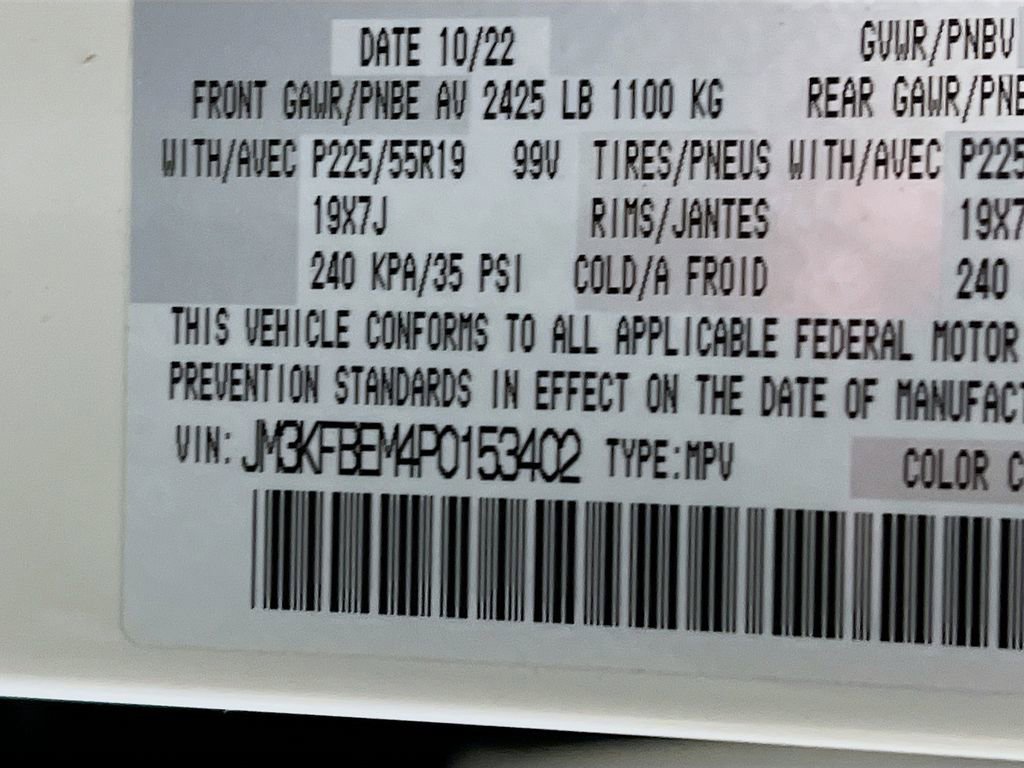 DATE 10/22 GVWR/PNBV
FRONT GAWR/PNBE AV 2425 LB 1100 KG REAR GAWR/PNBE
WITH/AVEC P225/55R19 99V TIRES/PNEUS WITH/AVEC P225
19X7J RIMS/JANTES 19X7
240 KPA/35 PSI COLD/A FROID 240
THIS VEHICLE CONFORMS TO ALL APPLICABLE FEDERAL MOTOR
PREVENTION STANDARDS IN EFFECT ON THE DATE OF MANUFACT
VIN: JM3KFBEM4P0153402 TYPE:MPV COLOR C